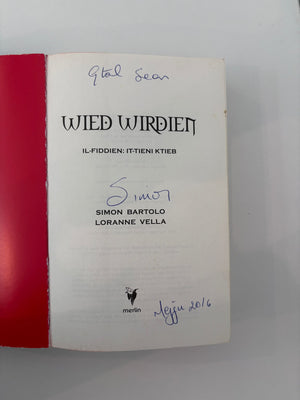 Għal Sean
WIED WIRDIEN
IL-FIDDIEN: IT-TIENI KTIEB
Simon
SIMON BARTOLO
LORANNE VELLA
merlin
Mejju 2016